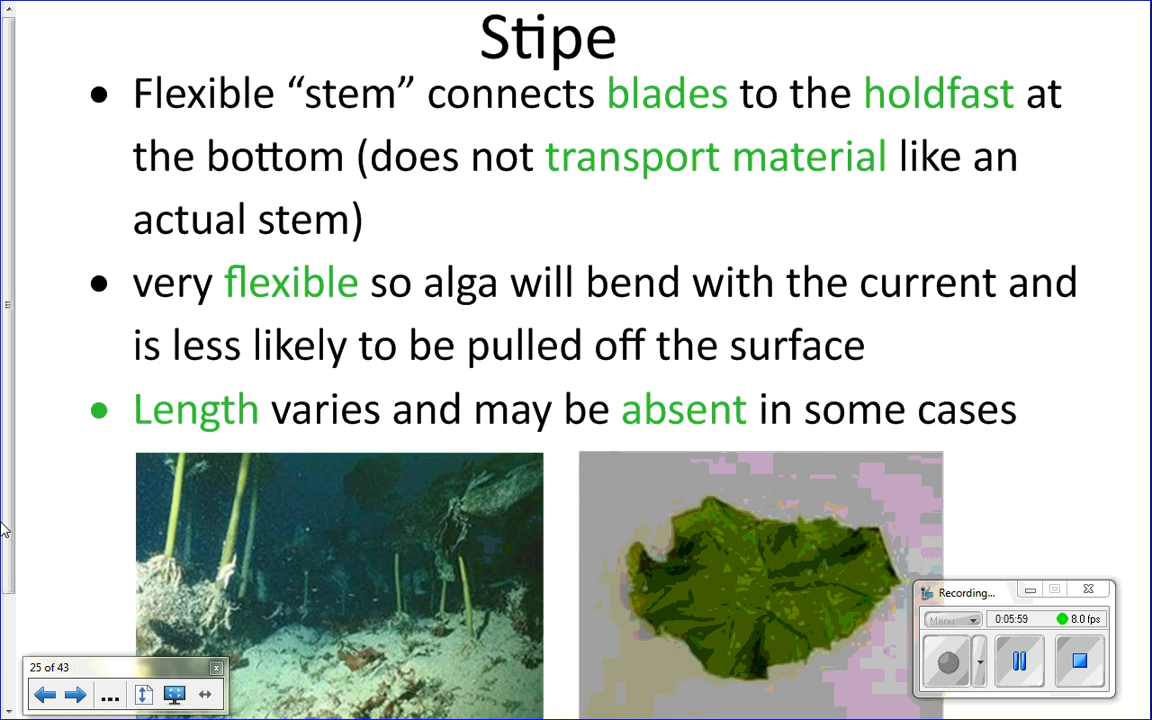 Stipe
• Flexible “stem” connects blades to the holdfast at
the bottom (does not transport material like an
actual stem)
• very flexible so alga will bend with the current and
is less likely to be pulled off the surface
• Length varies and may be absent in some cases
Recording...
Menu
0:05:59
8.0 fps
25 of 43